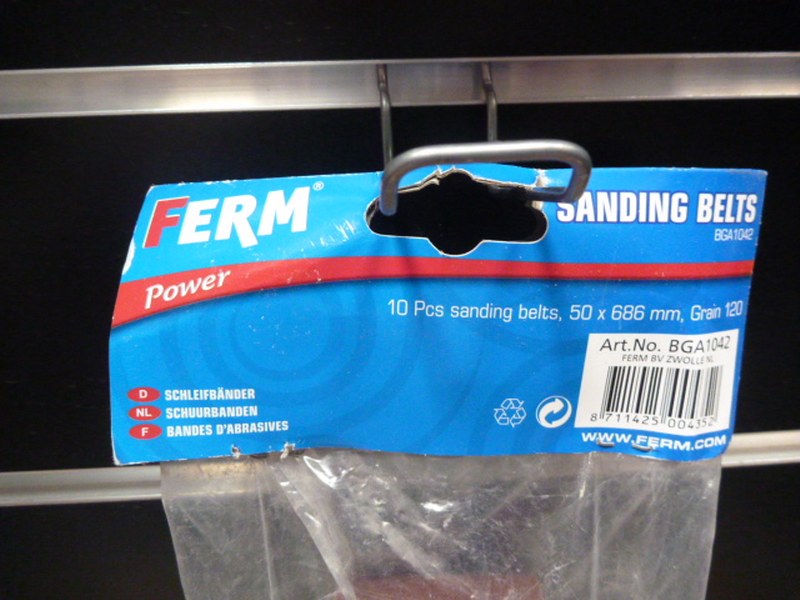 FERM®
SANDING BELTS
BGA1042
Power
10 Pcs sanding belts, 50 x 686 mm, Grain 120
Art.No. BGA1042
FERM BV ZWOLLE NL
8 711425 004352
D SCHLEIFBÄNDER
NL SCHUURBANDEN
F BANDES D'ABRASIVES
WWW.FERM.COM